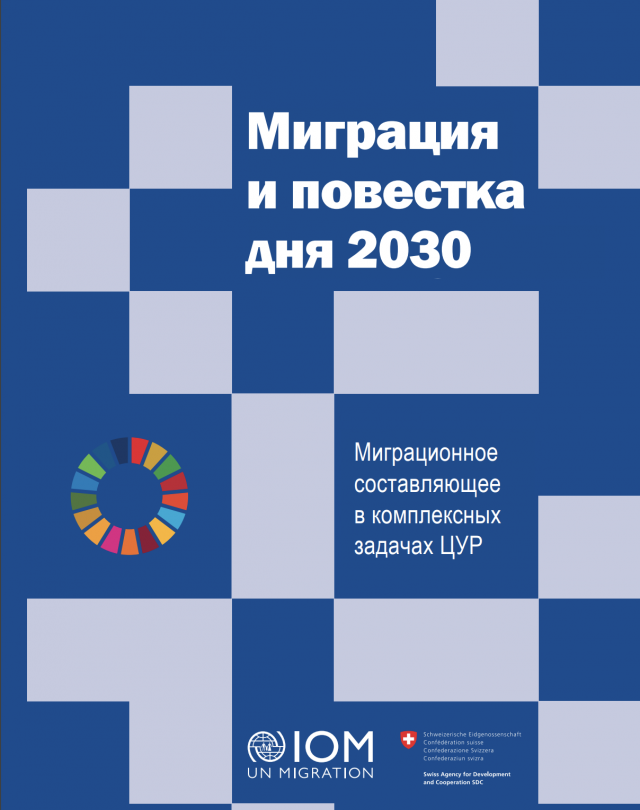 Миграция
и повестка
дня 2030
Миграционное
составляющее
в комплексных
задачах ЦУР
IOM
UN MIGRATION
Schweizerische Eidgenossenschaft
Confédération suisse
Confederazione Svizzera
Confederaziun svizra
Swiss Agency for Development
and Cooperation SDC